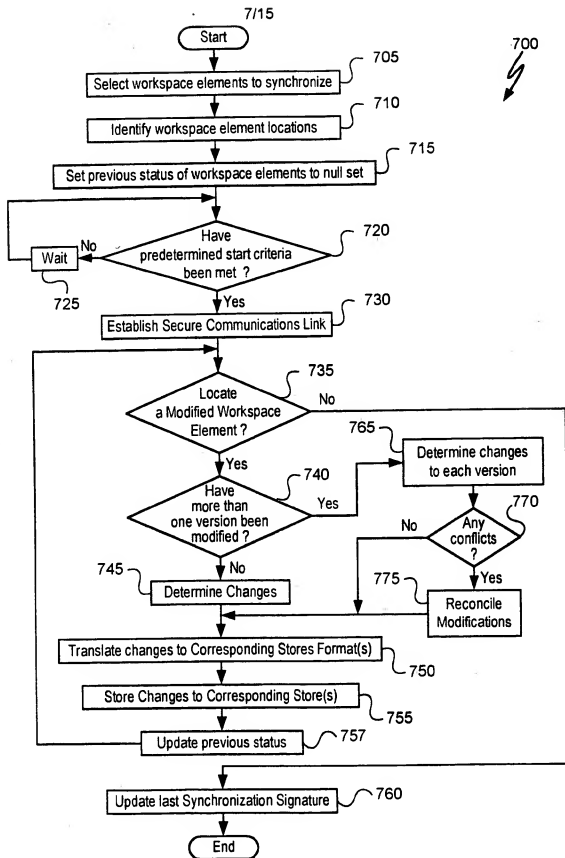 7/15
Start
700
705
Select workspace elements to synchronize
710
Identify workspace element locations
715
Set previous status of workspace elements to null set
Have
predetermined start criteria
been met ?
720
No
Wait
725
Yes
730
Establish Secure Communications Link
735
Locate
a Modified Workspace
Element ?
No
Yes
740
Have
more than
one version been
modified ?
Yes
765
Determine changes
to each version
770
Any
conflicts
?
No
Yes
775
Reconcile
Modifications
No
745
Determine Changes
Translate changes to Corresponding Stores Format(s)
750
Store Changes to Corresponding Store(s)
755
Update previous status
757
Update last Synchronization Signature
760
End